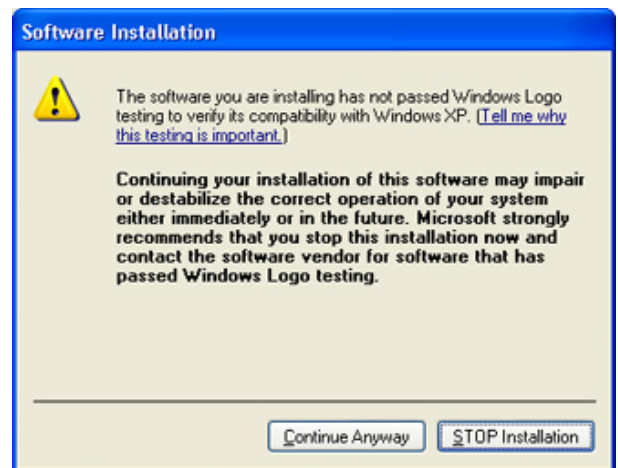 Software Installation
The software you are installing has not passed Windows Logo
testing to verify its compatibility with Windows XP. (Tell me why
this testing is important.)
Continuing your installation of this software may impair
or destabilize the correct operation of your system
either immediately or in the future. Microsoft strongly
recommends that you stop this installation now and
contact the software vendor for software that has
passed Windows Logo testing.
Continue Anyway
STOP Installation